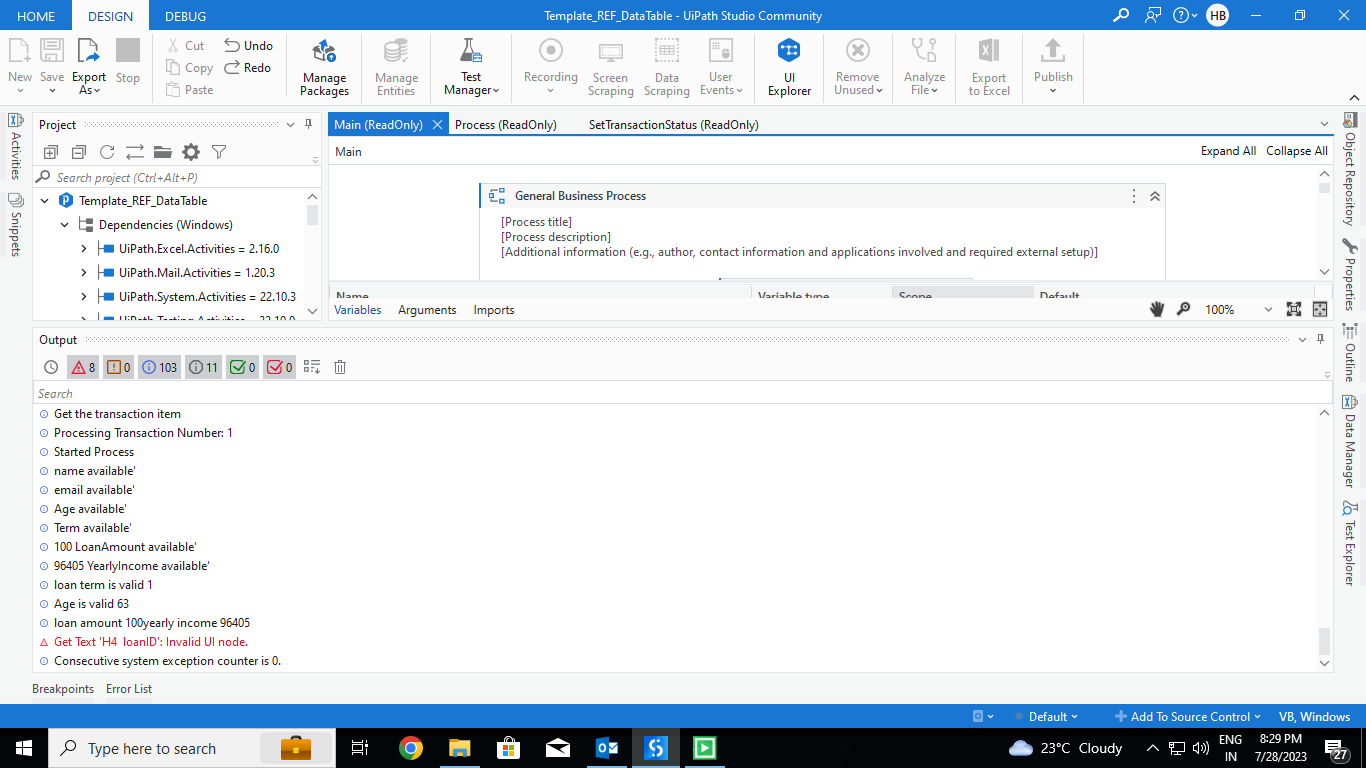 HOME DESIGN DEBUG Template_REF_DataTable - UiPath Studio Community HB
New Save Export As Stop Cut Copy Paste Undo Redo Manage Packages Manage Entities Test Manager Recording Screen Scraping Data Scraping User Events UI Explorer Remove Unused Analyze File Export to Excel Publish
Activities
Snippets
Project
Search project (Ctrl+Alt+P)
Template_REF_DataTable
Dependencies (Windows)
UiPath.Excel.Activities = 2.16.0
UiPath.Mail.Activities = 1.20.3
UiPath.System.Activities = 22.10.3
UiPath.Testing.Activities = 22.10.0
Main (ReadOnly) Process (ReadOnly) SetTransactionStatus (ReadOnly)
Main Expand All Collapse All
General Business Process
[Process title]
[Process description]
[Additional information (e.g., author, contact information and applications involved and required external setup)]
Name Variable type Scope Default
Variables Arguments Imports 100%
Object Repository
Properties
Outline
Data Manager
Test Explorer
Output
8 0 103 11 0 0
Search
Get the transaction item
Processing Transaction Number: 1
Started Process
name available'
email available'
Age available'
Term available'
100 LoanAmount available'
96405 YearlyIncome available'
loan term is valid 1
Age is valid 63
loan amount 100yearly income 96405
Get Text 'H4 loanID': Invalid UI node.
Consecutive system exception counter is 0.
Breakpoints Error List
Default Add To Source Control VB, Windows
Type here to search 23°C Cloudy ENG IN 8:29 PM 7/28/2023 27